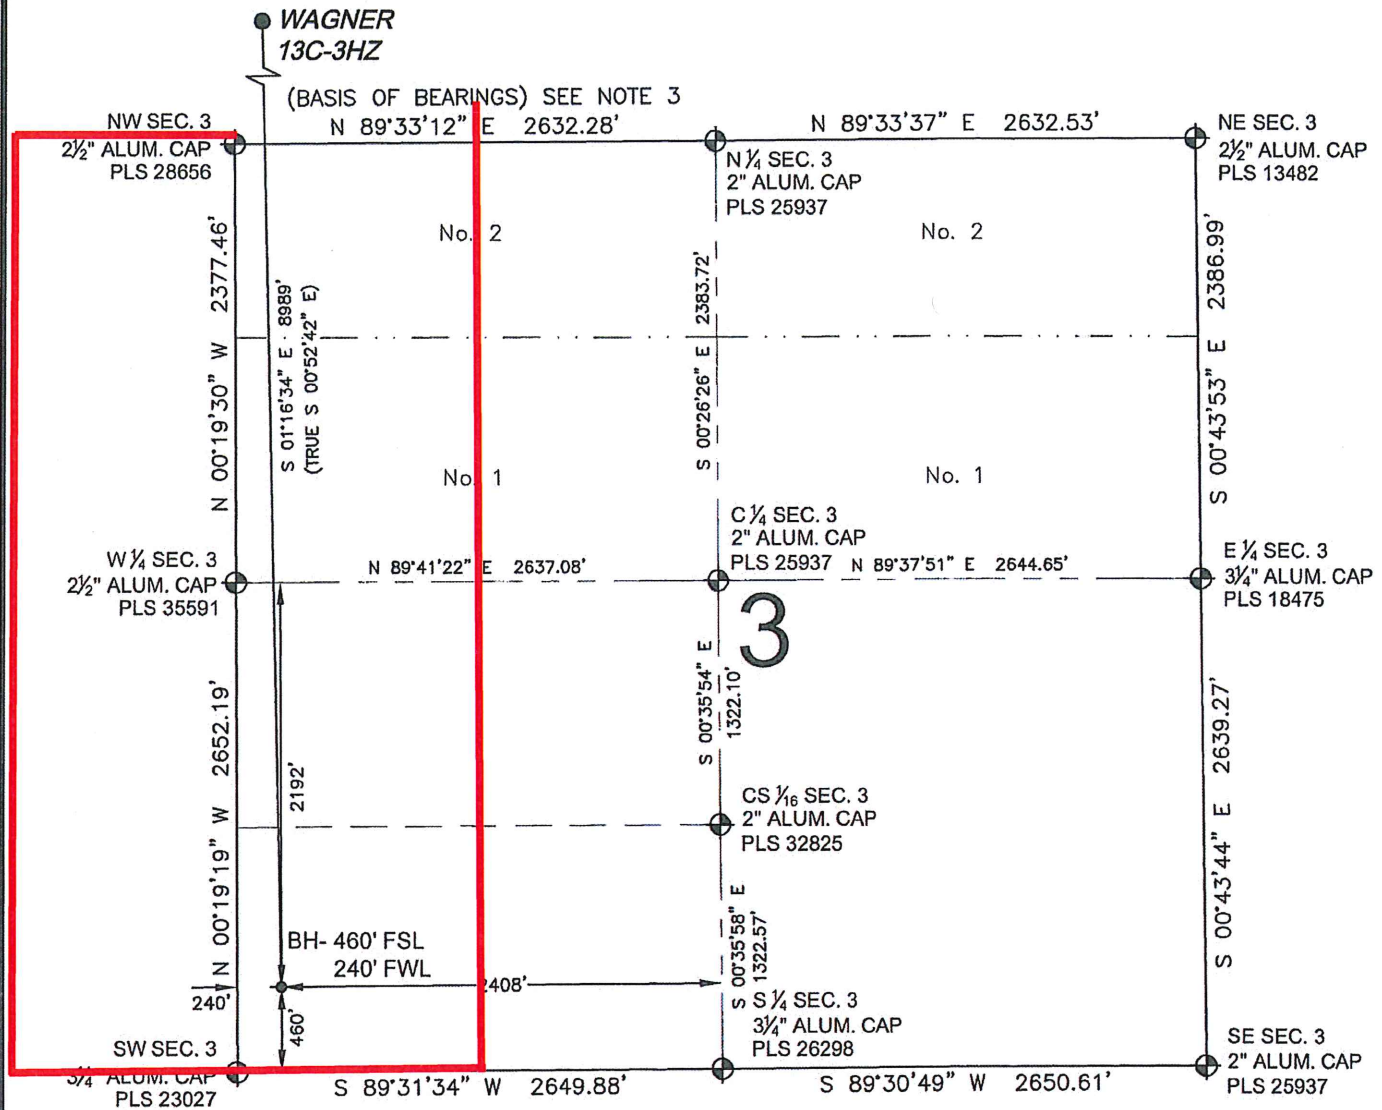 WAGNER
13C-3HZ
(BASIS OF BEARINGS) SEE NOTE 3
NW SEC. 3
2½" ALUM. CAP
PLS 28656
N 89°33'12" E 2632.28'
N 89°33'37" E 2632.53'
NE SEC. 3
2½" ALUM. CAP
PLS 13482
N ¼ SEC. 3
2" ALUM. CAP
PLS 25937
No. 2
No. 2
N 00°19'30" W 2377.46'
S 01°16'34" E 8989'
(TRUE S 00°52'42" E)
S 00°26'26" E 2383.72'
S 00°43'53" E 2386.99'
No. 1
No. 1
C ¼ SEC. 3
2" ALUM. CAP
PLS 25937
W ¼ SEC. 3
2½" ALUM. CAP
PLS 35591
N 89°41'22" E 2637.08'
N 89°37'51" E 2644.65'
E ¼ SEC. 3
3¼" ALUM. CAP
PLS 18475
3
N 00°19'19" W 2652.19'
2192'
S 00°35'54" E
1322.10'
S 00°43'44" E 2639.27'
CS 1⁄16 SEC. 3
2" ALUM. CAP
PLS 32825
BH- 460' FSL
240' FWL
240'
2408'
460'
S 00°35'58" E
1322.57'
S ¼ SEC. 3
3¼" ALUM. CAP
PLS 26298
SW SEC. 3
3¼" ALUM. CAP
PLS 23027
S 89°31'34" W 2649.88'
S 89°30'49" W 2650.61'
SE SEC. 3
2" ALUM. CAP
PLS 25937